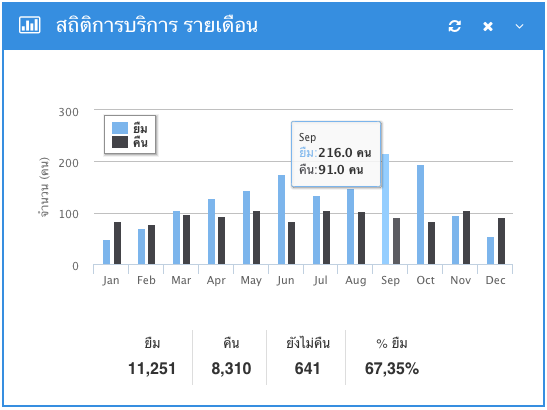 สถิติการบริการ รายเดือน
300
ยืม
คืน
Sep
ยืม:216.0 คน
คืน:91.0 คน
200
จำนวน (คน)
100
0
Jan Feb Mar Apr May Jun Jul Aug Sep Oct Nov Dec
ยืม คืน ยังไม่คืน % ยืม
11,251 8,310 641 67,35%